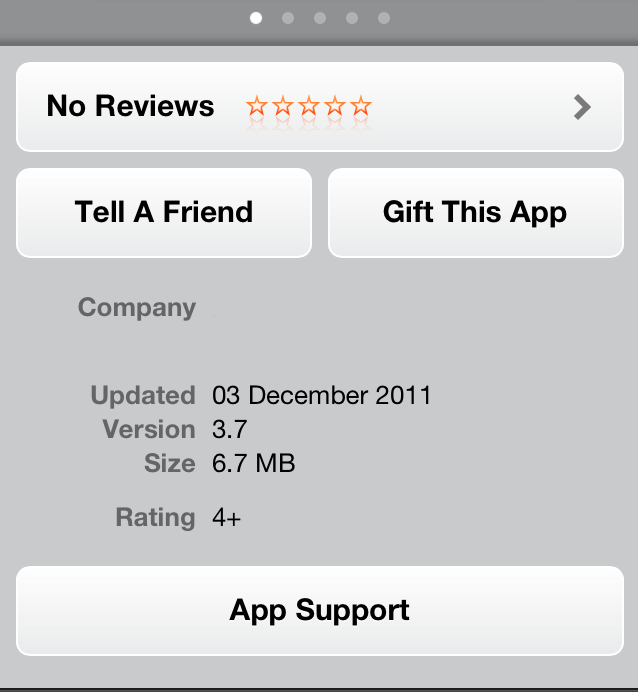 No Reviews
Tell A Friend
Gift This App
Company
Updated 03 December 2011
Version 3.7
Size 6.7 MB
Rating 4+
App Support